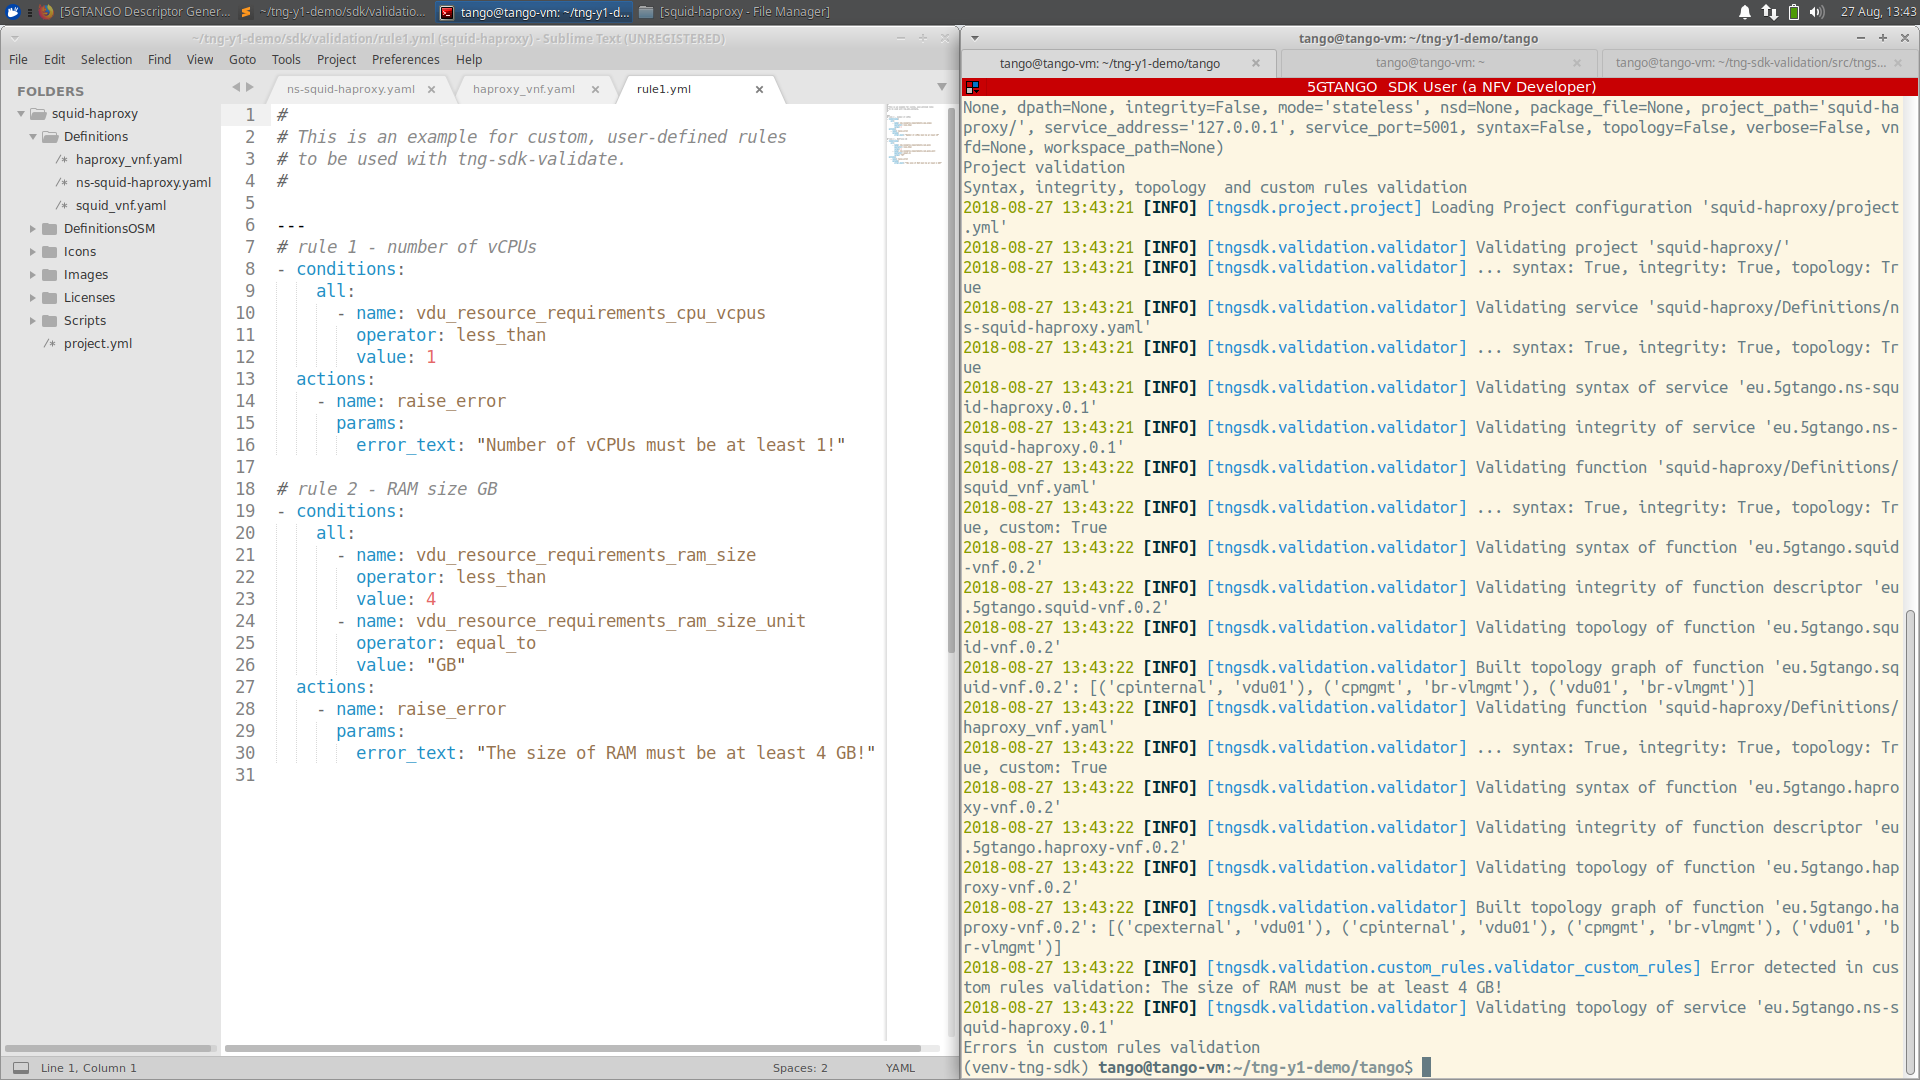 [5GTANGO Descriptor Gener...
~/tng-y1-demo/sdk/validatio...
tango@tango-vm: ~/tng-y1-d...
[squid-haproxy - File Manager]
27 Aug, 13:43
~/tng-y1-demo/sdk/validation/rule1.yml (squid-haproxy) - Sublime Text (UNREGISTERED)
File Edit Selection Find View Goto Tools Project Preferences Help
FOLDERS
squid-haproxy
Definitions
/* haproxy_vnf.yaml
/* ns-squid-haproxy.yaml
/* squid_vnf.yaml
DefinitionsOSM
Icons
Images
Licenses
Scripts
/* project.yml
ns-squid-haproxy.yaml
haproxy_vnf.yaml
rule1.yml
1 #
2 # This is an example for custom, user-defined rules
3 # to be used with tng-sdk-validate.
4 #
5
6 ---
7 # rule 1 - number of vCPUs
8 - conditions:
9 all:
10 - name: vdu_resource_requirements_cpu_vcpus
11 operator: less_than
12 value: 1
13 actions:
14 - name: raise_error
15 params:
16 error_text: "Number of vCPUs must be at least 1!"
17
18 # rule 2 - RAM size GB
19 - conditions:
20 all:
21 - name: vdu_resource_requirements_ram_size
22 operator: less_than
23 value: 4
24 - name: vdu_resource_requirements_ram_size_unit
25 operator: equal_to
26 value: "GB"
27 actions:
28 - name: raise_error
29 params:
30 error_text: "The size of RAM must be at least 4 GB!"
31
Line 1, Column 1
Spaces: 2
YAML
tango@tango-vm: ~/tng-y1-demo/tango
tango@tango-vm: ~/tng-y1-demo/tango
tango@tango-vm: ~
tango@tango-vm: ~/tng-sdk-validation/src/tngs...
5GTANGO SDK User (a NFV Developer)
None, dpath=None, integrity=False, mode='stateless', nsd=None, package_file=None, project_path='squid-ha
proxy/', service_address='127.0.0.1', service_port=5001, syntax=False, topology=False, verbose=False, vn
fd=None, workspace_path=None)
Project validation
Syntax, integrity, topology  and custom rules validation
2018-08-27 13:43:21 [INFO] [tngsdk.project.project] Loading Project configuration 'squid-haproxy/project
.yml'
2018-08-27 13:43:21 [INFO] [tngsdk.validation.validator] Validating project 'squid-haproxy/'
2018-08-27 13:43:21 [INFO] [tngsdk.validation.validator] ... syntax: True, integrity: True, topology: Tr
ue
2018-08-27 13:43:21 [INFO] [tngsdk.validation.validator] Validating service 'squid-haproxy/Definitions/n
s-squid-haproxy.yaml'
2018-08-27 13:43:21 [INFO] [tngsdk.validation.validator] ... syntax: True, integrity: True, topology: Tr
ue
2018-08-27 13:43:21 [INFO] [tngsdk.validation.validator] Validating syntax of service 'eu.5gtango.ns-squ
id-haproxy.0.1'
2018-08-27 13:43:21 [INFO] [tngsdk.validation.validator] Validating integrity of service 'eu.5gtango.ns-
squid-haproxy.0.1'
2018-08-27 13:43:22 [INFO] [tngsdk.validation.validator] Validating function 'squid-haproxy/Definitions/
squid_vnf.yaml'
2018-08-27 13:43:22 [INFO] [tngsdk.validation.validator] ... syntax: True, integrity: True, topology: Tr
ue, custom: True
2018-08-27 13:43:22 [INFO] [tngsdk.validation.validator] Validating syntax of function 'eu.5gtango.squid
-vnf.0.2'
2018-08-27 13:43:22 [INFO] [tngsdk.validation.validator] Validating integrity of function descriptor 'eu
.5gtango.squid-vnf.0.2'
2018-08-27 13:43:22 [INFO] [tngsdk.validation.validator] Validating topology of function 'eu.5gtango.squ
id-vnf.0.2'
2018-08-27 13:43:22 [INFO] [tngsdk.validation.validator] Built topology graph of function 'eu.5gtango.sq
uid-vnf.0.2': [('cpinternal', 'vdu01'), ('cpmgmt', 'br-vlmgmt'), ('vdu01', 'br-vlmgmt')]
2018-08-27 13:43:22 [INFO] [tngsdk.validation.validator] Validating function 'squid-haproxy/Definitions/
haproxy_vnf.yaml'
2018-08-27 13:43:22 [INFO] [tngsdk.validation.validator] ... syntax: True, integrity: True, topology: Tr
ue, custom: True
2018-08-27 13:43:22 [INFO] [tngsdk.validation.validator] Validating syntax of function 'eu.5gtango.hapro
xy-vnf.0.2'
2018-08-27 13:43:22 [INFO] [tngsdk.validation.validator] Validating integrity of function descriptor 'eu
.5gtango.haproxy-vnf.0.2'
2018-08-27 13:43:22 [INFO] [tngsdk.validation.validator] Validating topology of function 'eu.5gtango.hap
roxy-vnf.0.2'
2018-08-27 13:43:22 [INFO] [tngsdk.validation.validator] Built topology graph of function 'eu.5gtango.ha
proxy-vnf.0.2': [('cpexternal', 'vdu01'), ('cpinternal', 'vdu01'), ('cpmgmt', 'br-vlmgmt'), ('vdu01', 'b
r-vlmgmt')]
2018-08-27 13:43:22 [INFO] [tngsdk.validation.custom_rules.validator_custom_rules] Error detected in cus
tom rules validation: The size of RAM must be at least 4 GB!
2018-08-27 13:43:22 [INFO] [tngsdk.validation.validator] Validating topology of service 'eu.5gtango.ns-s
quid-haproxy.0.1'
Errors in custom rules validation
(venv-tng-sdk) tango@tango-vm:~/tng-y1-demo/tango$